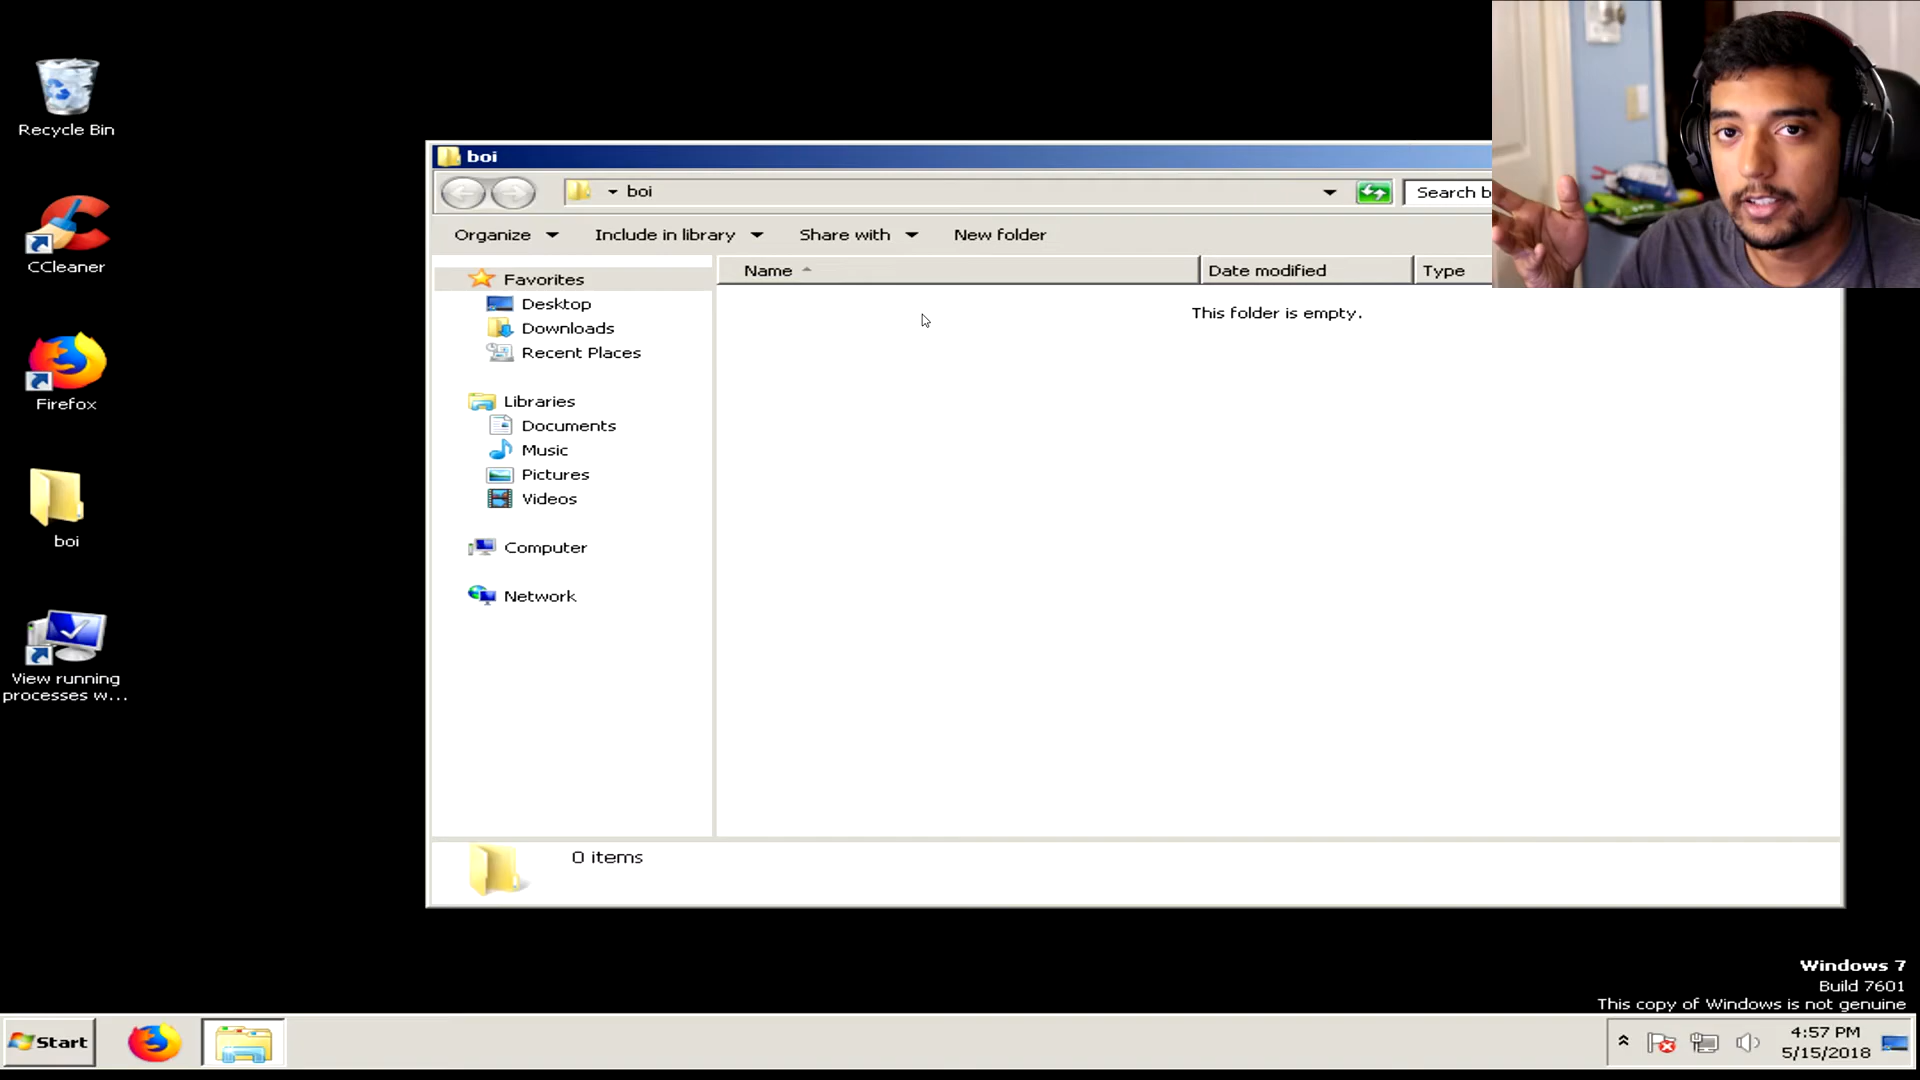 Recycle Bin
CCleaner
Firefox
boi
View running
processes w...
boi
boi
Search b
Organize
Include in library
Share with
New folder
Name
Date modified
Type
This folder is empty.
Favorites
Desktop
Downloads
Recent Places
Libraries
Documents
Music
Pictures
Videos
Computer
Network
0 items
Windows 7
Build 7601
This copy of Windows is not genuine
Start
4:57 PM
5/15/2018